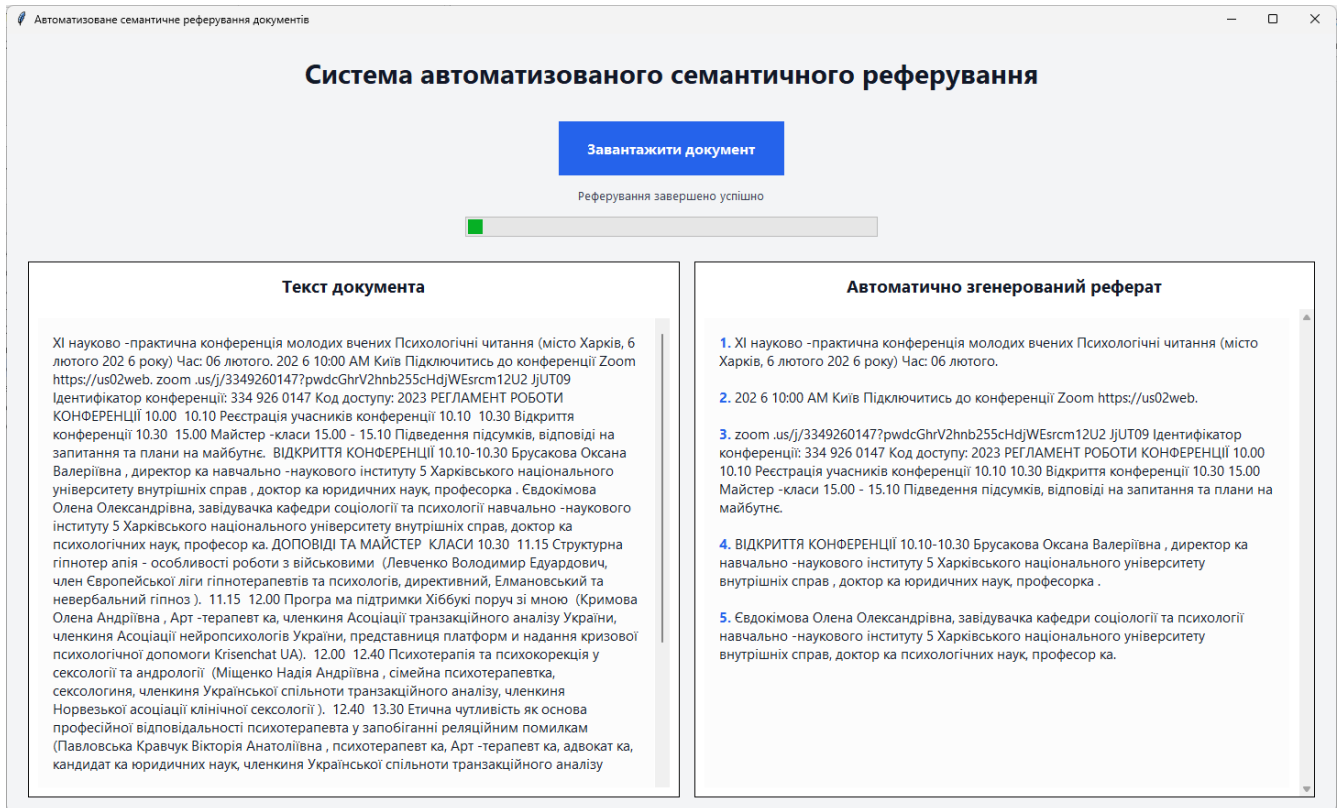 Автоматизоване семантичне реферування документів
Система автоматизованого семантичного реферування
Завантажити документ
Реферування завершено успішно
Текст документа
XI науково -практична конференція молодих вчених Психологічні читання (місто Харків, 6
лютого 202 6 року) Час: 06 лютого. 202 6 10:00 AM Київ Підключитись до конференції Zoom
https://us02web. zoom .us/j/3349260147?pwdcGhrV2hnb255cHdjWEsrcm12U2 JjUT09
Ідентифікатор конференції: 334 926 0147 Код доступу: 2023 РЕГЛАМЕНТ РОБОТИ
КОНФЕРЕНЦІЇ 10.00  10.10 Реєстрація учасників конференції 10.10  10.30 Відкриття
конференції 10.30  15.00 Майстер -класи 15.00 - 15.10 Підведення підсумків, відповіді на
запитання та плани на майбутнє.  ВІДКРИТТЯ КОНФЕРЕНЦІЇ 10.10-10.30 Брусакова Оксана
Валеріївна , директор ка навчально -наукового інституту 5 Харківського національного
університету внутрішніх справ , доктор ка юридичних наук, професорка . Євдокімова
Олена Олександрівна, завідувачка кафедри соціології та психології навчально -наукового
інституту 5 Харківського національного університету внутрішніх справ, доктор ка
психологічних наук, професор ка. ДОПОВІДІ ТА МАЙСТЕР  КЛАСИ 10.30  11.15 Структурна
гіпнотер апія - особливості роботи з військовими  (Левченко Володимир Едуардович,
член Європейської ліги гіпнотерапевтів та психологів, директивний, Елмановський та
невербальний гіпноз ).  11.15  12.00 Програ ма підтримки Хіббукі поруч зі мною  (Кримова
Олена Андріївна , Арт -терапевт ка, членкиня Асоціації транзакційного аналізу України,
членкиня Асоціації нейропсихологів України, представниця платформ и надання кризової
психологічної допомоги Krisenchat UA).  12.00  12.40 Психотерапія та психокорекція у
сексології та андрології  (Міщенко Надія Андріївна , сімейна психотерапевтка,
сексологиня, членкиня Української спільноти транзакційного аналізу, членкиня
Норвезької асоціації клінічної сексології ).  12.40  13.30 Етична чутливість як основа
професійної відповідальності психотерапевта у запобіганні реляційним помилкам
(Павловська Кравчук Вікторія Анатоліївна , психотерапевт ка, Арт -терапевт ка, адвокат ка,
кандидат ка юридичних наук, членкиня Української спільноти транзакційного аналізу
Автоматично згенерований реферат
1. XI науково -практична конференція молодих вчених Психологічні читання (місто
Харків, 6 лютого 202 6 року) Час: 06 лютого.
2. 202 6 10:00 AM Київ Підключитись до конференції Zoom https://us02web.
3. zoom .us/j/3349260147?pwdcGhrV2hnb255cHdjWEsrcm12U2 JjUT09 Ідентифікатор
конференції: 334 926 0147 Код доступу: 2023 РЕГЛАМЕНТ РОБОТИ КОНФЕРЕНЦІЇ 10.00
10.10 Реєстрація учасників конференції 10.10 10.30 Відкриття конференції 10.30 15.00
Майстер -класи 15.00 - 15.10 Підведення підсумків, відповіді на запитання та плани на
майбутнє.
4. ВІДКРИТТЯ КОНФЕРЕНЦІЇ 10.10-10.30 Брусакова Оксана Валеріївна , директор ка
навчально -наукового інституту 5 Харківського національного університету
внутрішніх справ , доктор ка юридичних наук, професорка .
5. Євдокімова Олена Олександрівна, завідувачка кафедри соціології та психології
навчально -наукового інституту 5 Харківського національного університету
внутрішніх справ, доктор ка психологічних наук, професор ка.